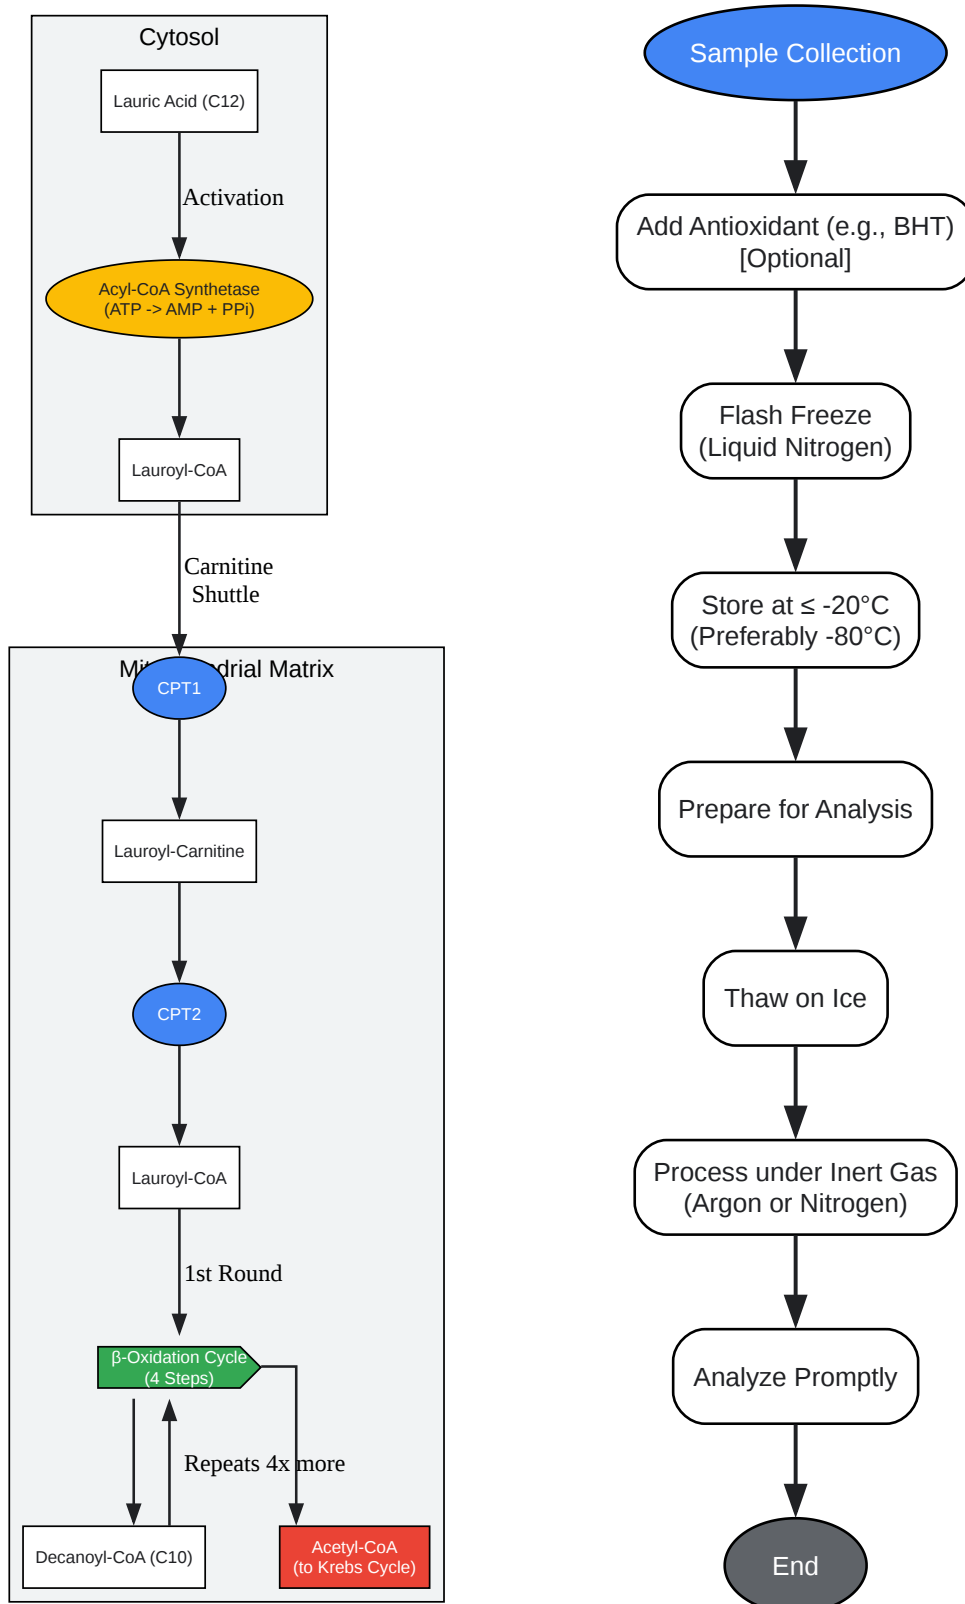 Cytosol
Lauric Acid (C12)
Activation
Acyl-CoA Synthetase
(ATP -> AMP + PPi)
Lauroyl-CoA
Carnitine
Shuttle
Matrix
CPT1
Lauroyl-Carnitine
CPT2
Lauroyl-CoA
1st Round
β-Oxidation Cycle
(4 Steps)
Repeats 4x more
Decanoyl-CoA (C10)
Acetyl-CoA
(to Krebs Cycle)
Sample Collection
Add Antioxidant (e.g., BHT)
[Optional]
Flash Freeze
(Liquid Nitrogen)
Store at ≤ -20°C
(Preferably -80°C)
Prepare for Analysis
Thaw on Ice
Process under Inert Gas
(Argon or Nitrogen)
Analyze Promptly
End